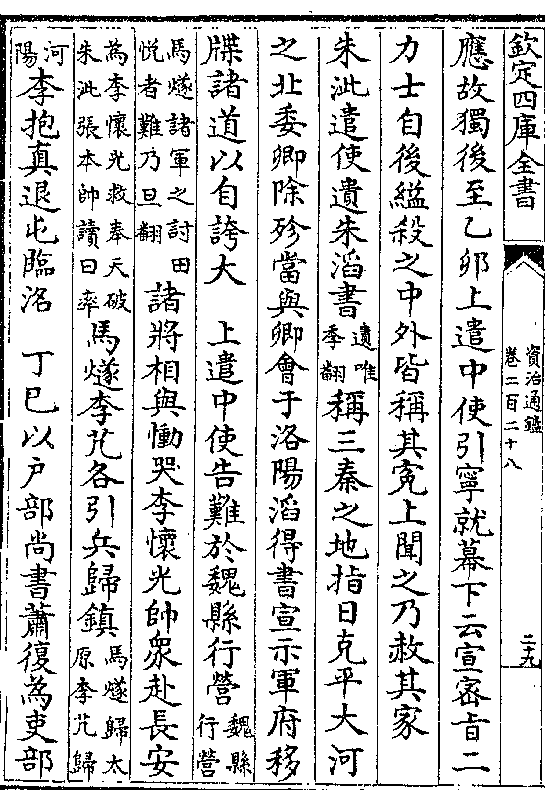 欽定四庫全書
資治通鑑
卷二百二十八
二十九
應故獨後至乙卯上遣中使引寧就幕下云宣密旨二
力士自後縊殺之中外皆稱其寃上聞之乃赦其家
朱泚遣使遺朱滔書
遺唯
季翻
稱三秦之地指日克平大河
之北委卿除殄當與卿會于洛陽滔得書宣示軍府移
牒諸道以自誇大　上遣中使告難於魏縣行營
魏縣
行營
馬燧諸軍之討田
悦者難乃旦翻
諸將相與慟哭李懷光帥衆赴長安
為李懷光救奉天破
朱泚張本帥讀曰率
馬燧李芃各引兵歸鎮
馬燧歸太
原李芃歸
河
陽
李抱真退屯臨洺　丁巳以户部尚書蕭復為吏部